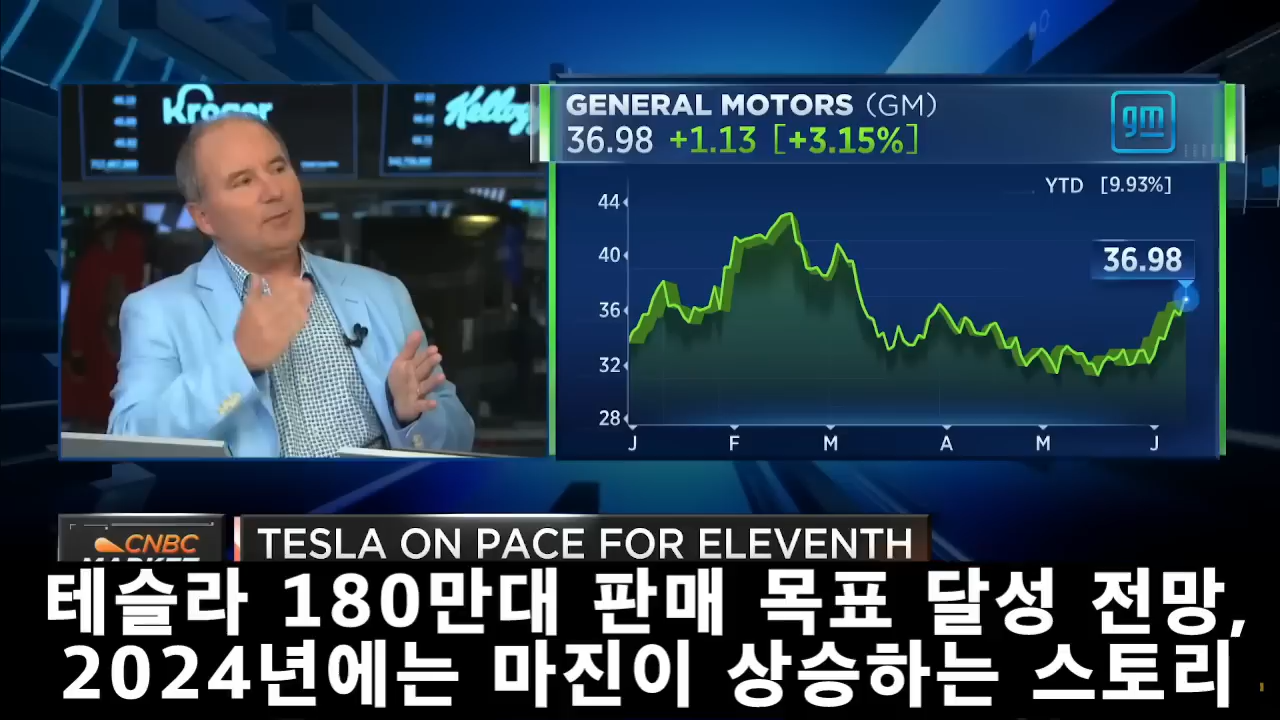 Kroger
GENERAL MOTORS (GM)
36.98 +1.13 [+3.15%]
gm
YTD [9.93%]
44
40
36
32
28
36.98
J F M A M J
CNBC
TESLA ON PACE FOR ELEVENTH
테슬라 180만대 판매 목표 달성 전망,
2024년에는 마진이 상승하는 스토리